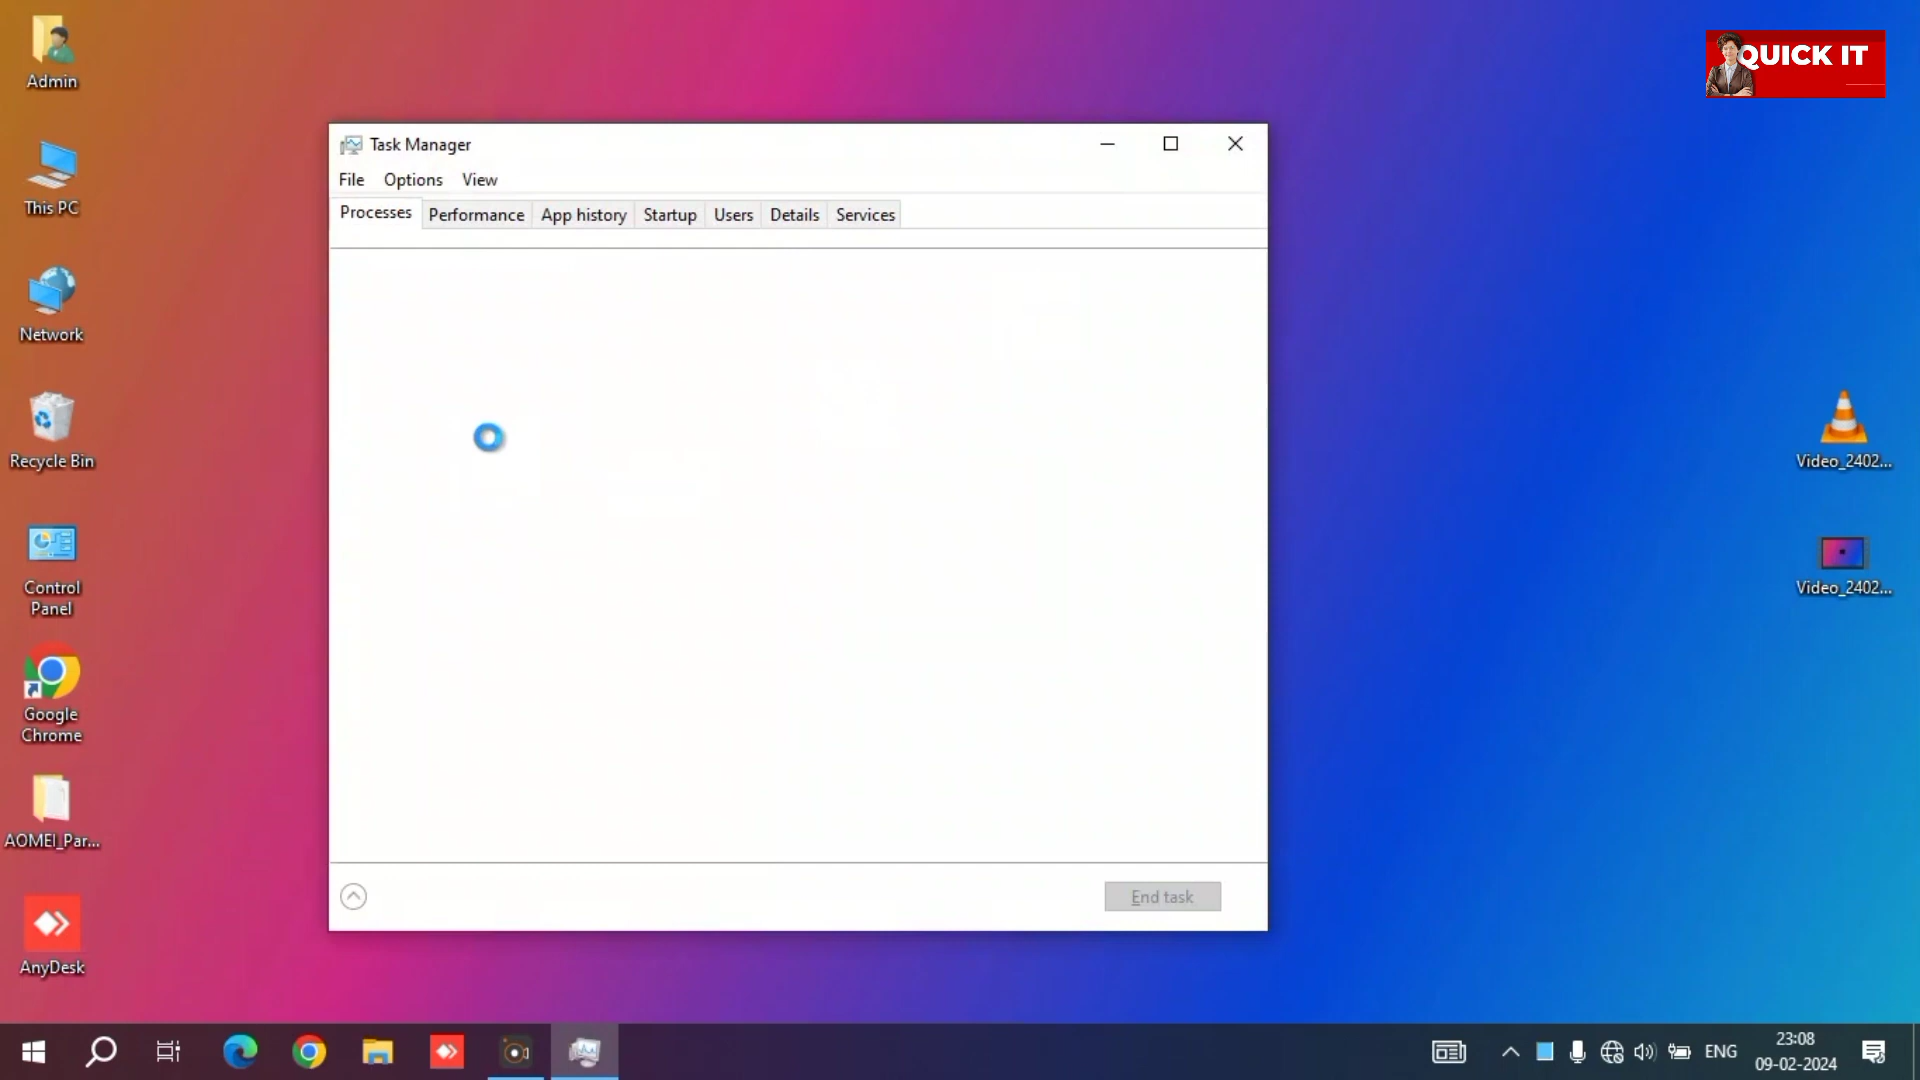 Admin
This PC
Network
Recycle Bin
Control
Panel
Google
Chrome
AOMEI_Par...
AnyDesk
QUICK IT
Task Manager
File Options View
Processes Performance App history Startup Users Details Services
End task
Video_2402...
Video_2402...
ENG
23:08
09-02-2024